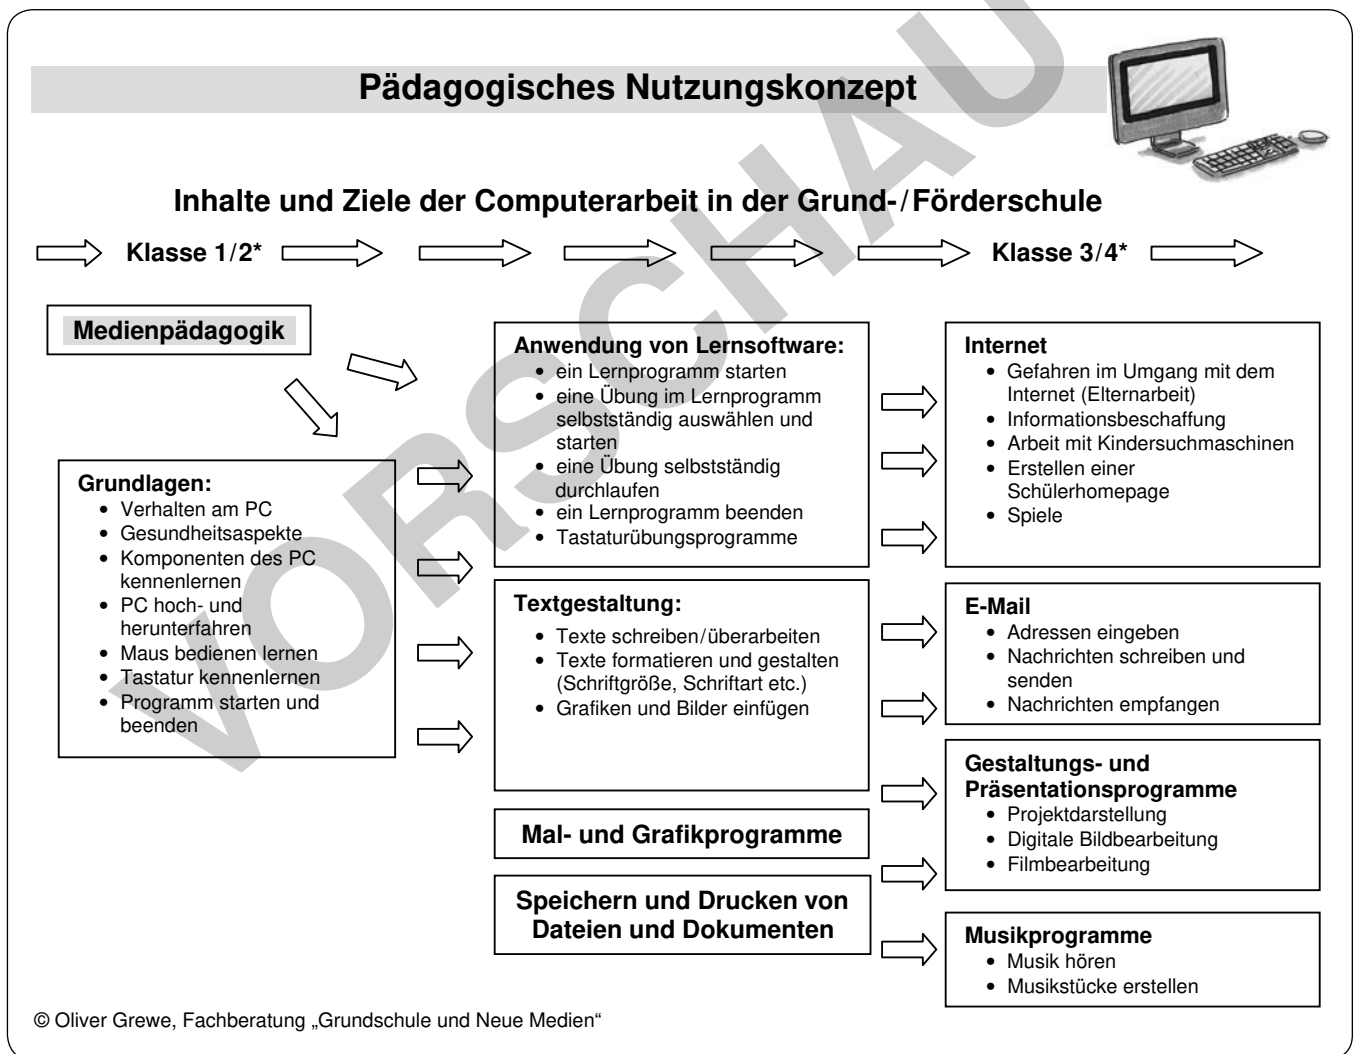 Pädagogisches Nutzungskonzept
Inhalte und Ziele der Computerarbeit in der Grund-/Förderschule
Klasse 1/2*
Klasse 3/4*
Medienpädagogik
Grundlagen:
• Verhalten am PC
• Gesundheitsaspekte
• Komponenten des PC
kennenlernen
• PC hoch- und
herunterfahren
• Maus bedienen lernen
• Tastatur kennenlernen
• Programm starten und
beenden
Anwendung von Lernsoftware:
• ein Lernprogramm starten
• eine Übung im Lernprogramm
selbstständig auswählen und
starten
• eine Übung selbstständig
durchlaufen
• ein Lernprogramm beenden
• Tastaturübungsprogramme
Textgestaltung:
• Texte schreiben/überarbeiten
• Texte formatieren und gestalten
(Schriftgröße, Schriftart etc.)
• Grafiken und Bilder einfügen
Mal- und Grafikprogramme
Speichern und Drucken von
Dateien und Dokumenten
Internet
• Gefahren im Umgang mit dem
Internet (Elternarbeit)
• Informationsbeschaffung
• Arbeit mit Kindersuchmaschinen
• Erstellen einer
Schülerhomepage
• Spiele
E-Mail
• Adressen eingeben
• Nachrichten schreiben und
senden
• Nachrichten empfangen
Gestaltungs- und
Präsentationsprogramme
• Projektdarstellung
• Digitale Bildbearbeitung
• Filmbearbeitung
Musikprogramme
• Musik hören
• Musikstücke erstellen
© Oliver Grewe, Fachberatung „Grundschule und Neue Medien“
VORSCHAU